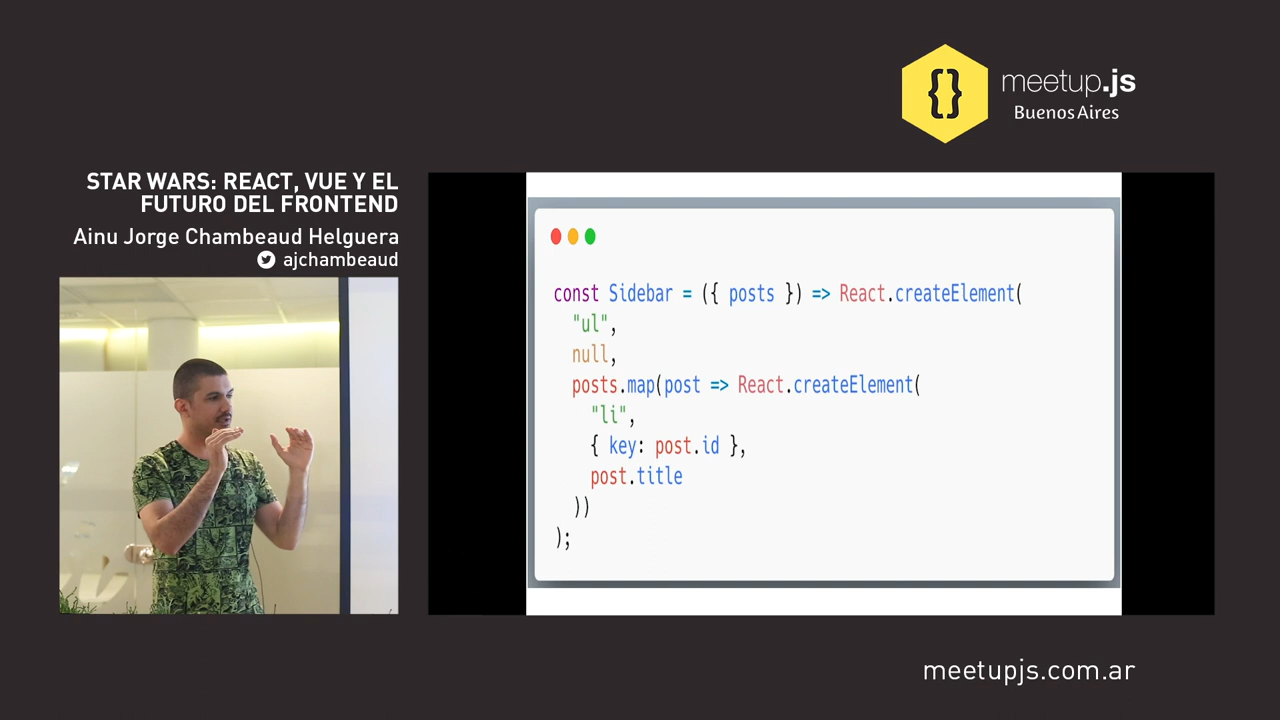 {}
meetup.js
Buenos Aires
STAR WARS: REACT, VUE Y EL
FUTURO DEL FRONTEND
Ainu Jorge Chambeaud Helguera
ajchambeaud
const Sidebar = ({ posts }) => React.createElement(
"ul",
null,
posts.map(post => React.createElement(
"li",
{ key: post.id },
post.title
))
);
meetupjs.com.ar